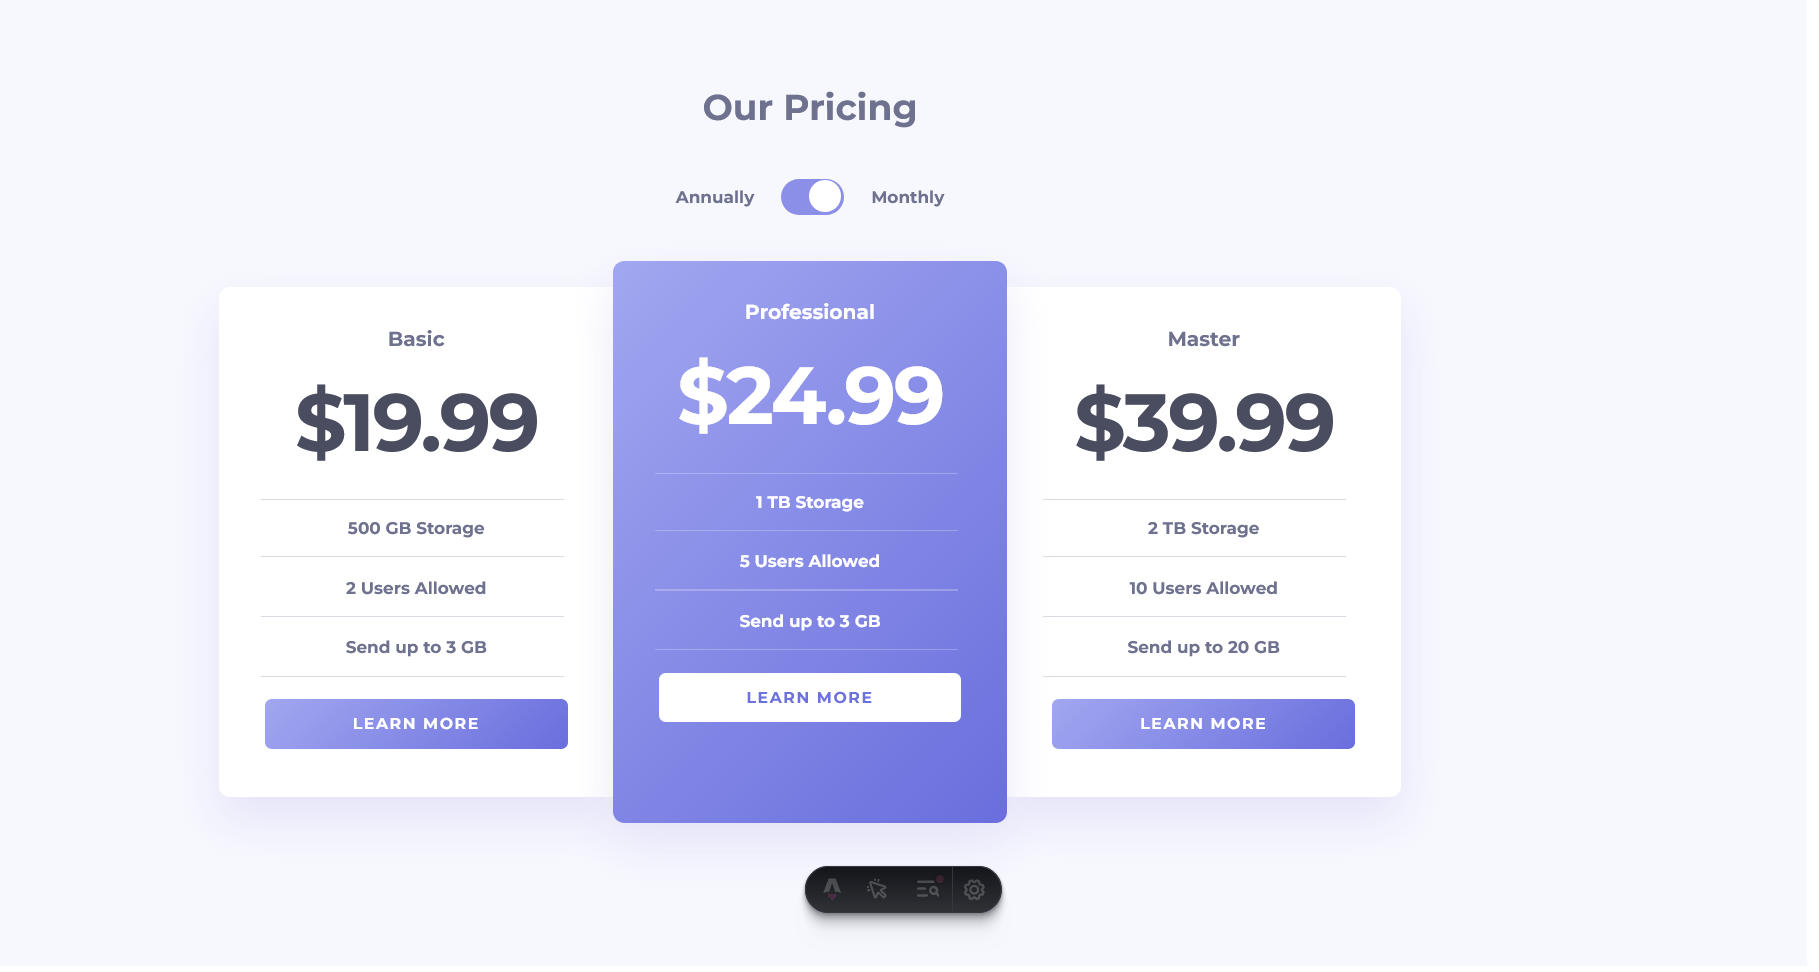 Our Pricing
Annually
Monthly
Basic
$19.99
500 GB Storage
2 Users Allowed
Send up to 3 GB
LEARN MORE
Professional
$24.99
1 TB Storage
5 Users Allowed
Send up to 3 GB
LEARN MORE
Master
$39.99
2 TB Storage
10 Users Allowed
Send up to 20 GB
LEARN MORE